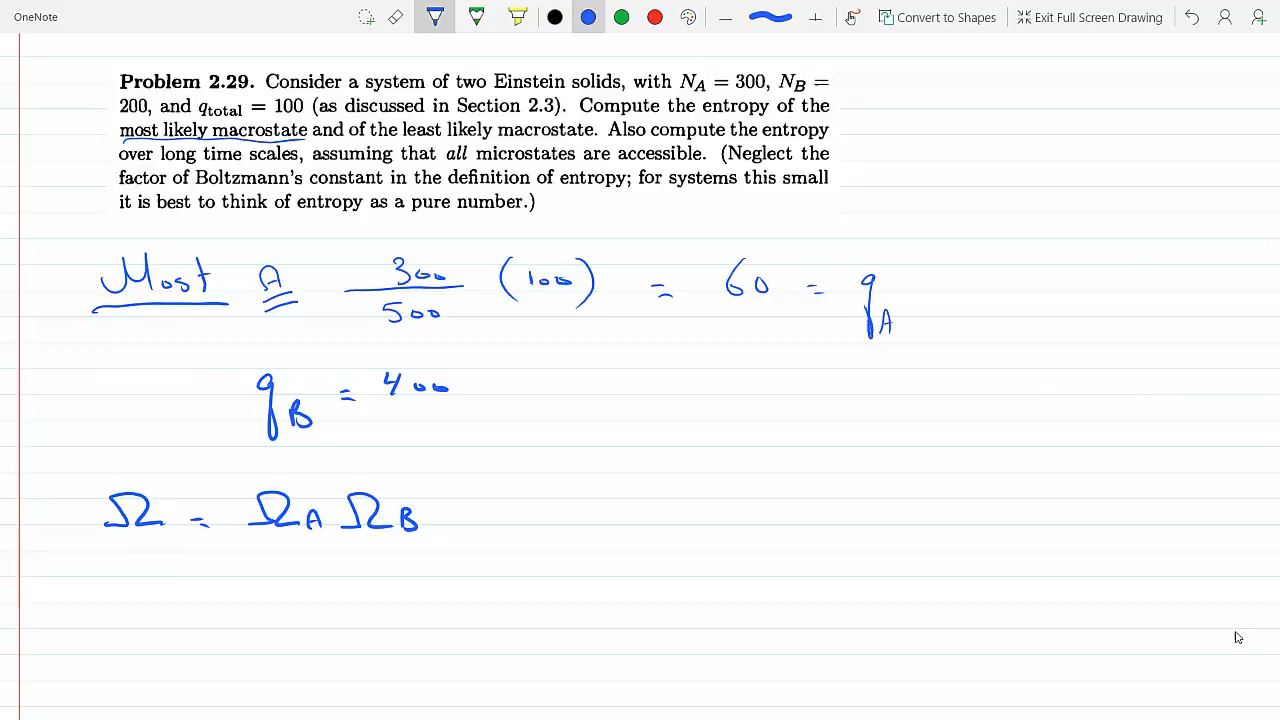 OneNote
Convert to Shapes
Exit Full Screen Drawing
Problem 2.29. Consider a system of two Einstein solids, with N_A = 300, N_B =
200, and q_total = 100 (as discussed in Section 2.3). Compute the entropy of the
most likely macrostate and of the least likely macrostate. Also compute the entropy
over long time scales, assuming that all microstates are accessible. (Neglect the
factor of Boltzmann's constant in the definition of entropy; for systems this small
it is best to think of entropy as a pure number.)
Most A 300/500 (100) = 60 = q_A
q_B = 400
Ω = Ω_A Ω_B